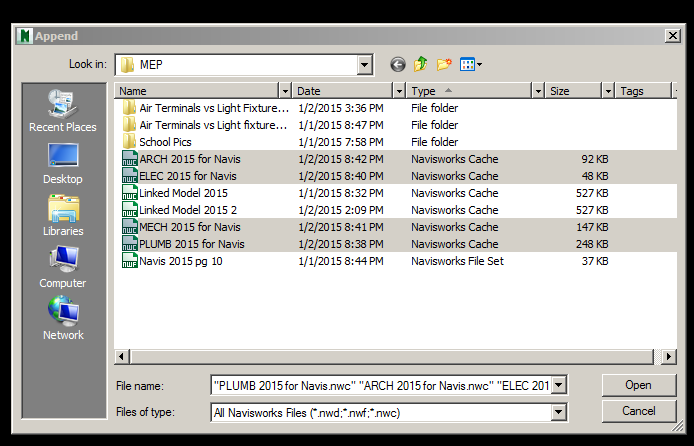 Append
Look in: MEP
Name Date Type Size Tags
Air Terminals vs Light Fixture... 1/2/2015 3:36 PM File folder
Air Terminals vs Light fixture... 1/1/2015 8:47 PM File folder
School Pics 1/1/2015 7:58 PM File folder
ARCH 2015 for Navis 1/2/2015 8:42 PM Navisworks Cache 92 KB
ELEC 2015 for Navis 1/2/2015 8:40 PM Navisworks Cache 48 KB
Linked Model 2015 1/1/2015 8:32 PM Navisworks Cache 527 KB
Linked Model 2015 2 1/2/2015 2:09 PM Navisworks Cache 527 KB
MECH 2015 for Navis 1/2/2015 8:41 PM Navisworks Cache 147 KB
PLUMB 2015 for Navis 1/2/2015 8:38 PM Navisworks Cache 248 KB
Navis 2015 pg 10 1/1/2015 8:44 PM Navisworks File Set 37 KB
Recent Places
Desktop
Libraries
Computer
Network
File name: "PLUMB 2015 for Navis.nwc" "ARCH 2015 for Navis.nwc" "ELEC 201 Open
Files of type: All Navisworks Files (*.nwd;*.nwf;*.nwc) Cancel